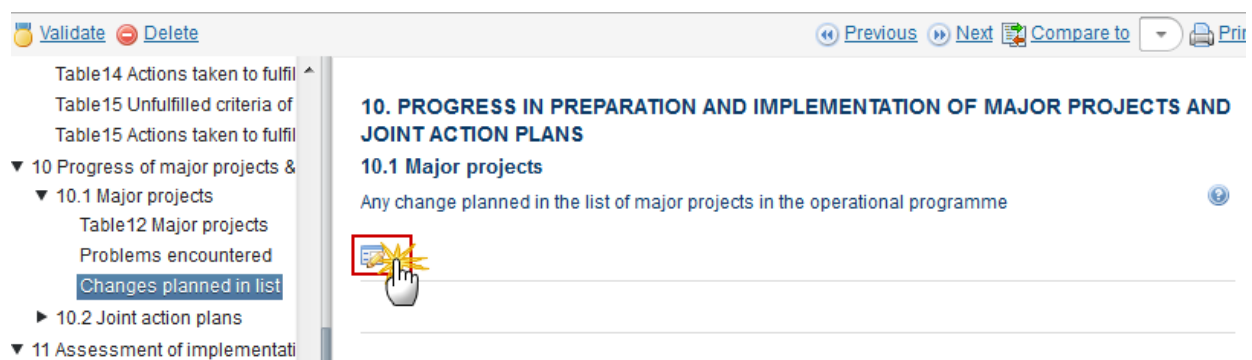 Validate Delete Previous Next Compare to
Table14 Actions taken to fulfil
Table15 Unfulfilled criteria of
Table15 Actions taken to fulfil
10 Progress of major projects &
10.1 Major projects
Table12 Major projects
Problems encountered
Changes planned in list
10.2 Joint action plans
11 Assessment of implementati
10. PROGRESS IN PREPARATION AND IMPLEMENTATION OF MAJOR PROJECTS AND
JOINT ACTION PLANS
10.1 Major projects
Any change planned in the list of major projects in the operational programme